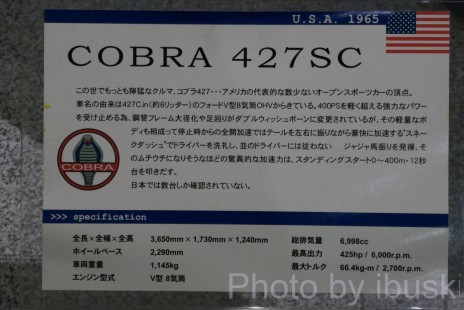 U.S.A. 1965
COBRA 427SC
この世でもっとも獰猛なクルマ、コブラ427・・・アメリカの代表的な数少ないオープンスポーツカーの頂点。
車名の由来は427C.in(約6リッター)のフォードV型8気筒OHVからきている。400PSを軽く超える強力なパワー
を受け止める為、鋼管フレーム大径化や足回りがダブルウィッシュボーンに変更されているが、その軽量なボ
ディも相成って停止時からの全開加速ではテールを左右に振りながら豪快に加速する"スネー
クダッシュ"でドライバーを洗礼し、並のドライバーには従わない ジャジャ馬振りを発揮、そ
のムチウチになりそうなほどの驚異的な加速力は、スタンディングスタート0〜400m・12秒
台を叩きだす。
日本では数台しか確認されていない。
COBRA
>>> specification
全長×全幅×全高 3,650mm×1,730mm×1,240mm
ホイールベース 2,290mm
車両重量 1,145kg
エンジン型式 V型 8気筒
総排気量 6,998cc
最高出力 425hp / 6,000r.p.m.
最大トルク 66.4kg-m / 2,700r.p.m.
Photo by ibuski